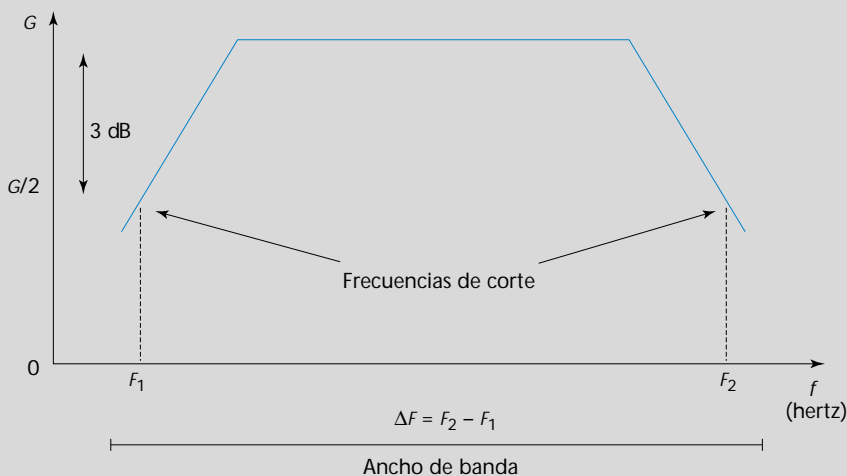 G
3 dB
G/2
Frecuencias de corte
0
F1
F2
f
(hertz)
ΔF = F2 – F1
Ancho de banda